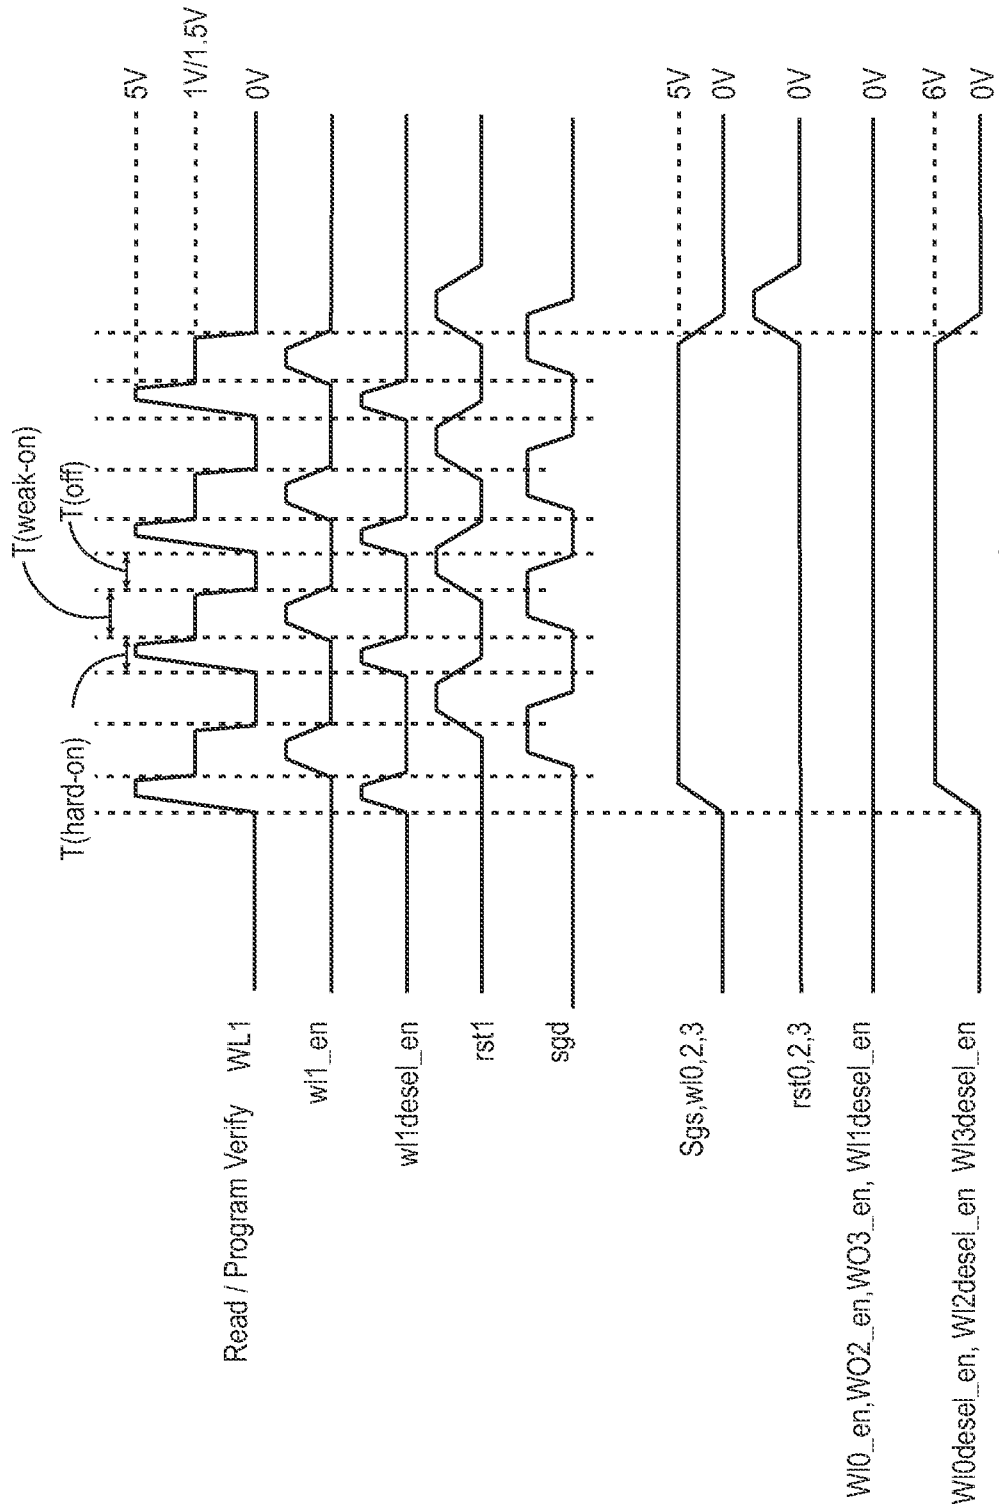 T(weak-on)
T(hard-on)
T(off)
5V
1V/1.5V
Read / Program Verify WL1
0V
wl1_en
wl1desel_en
rst1
sgd
5V
Sgs,wl0,2,3
0V
rst0,2,3
0V
Wl0_en,WO2_en,WO3_en, Wl1desel_en
0V
6V
Wl0desel_en, Wl2desel_en Wl3desel_en
0V